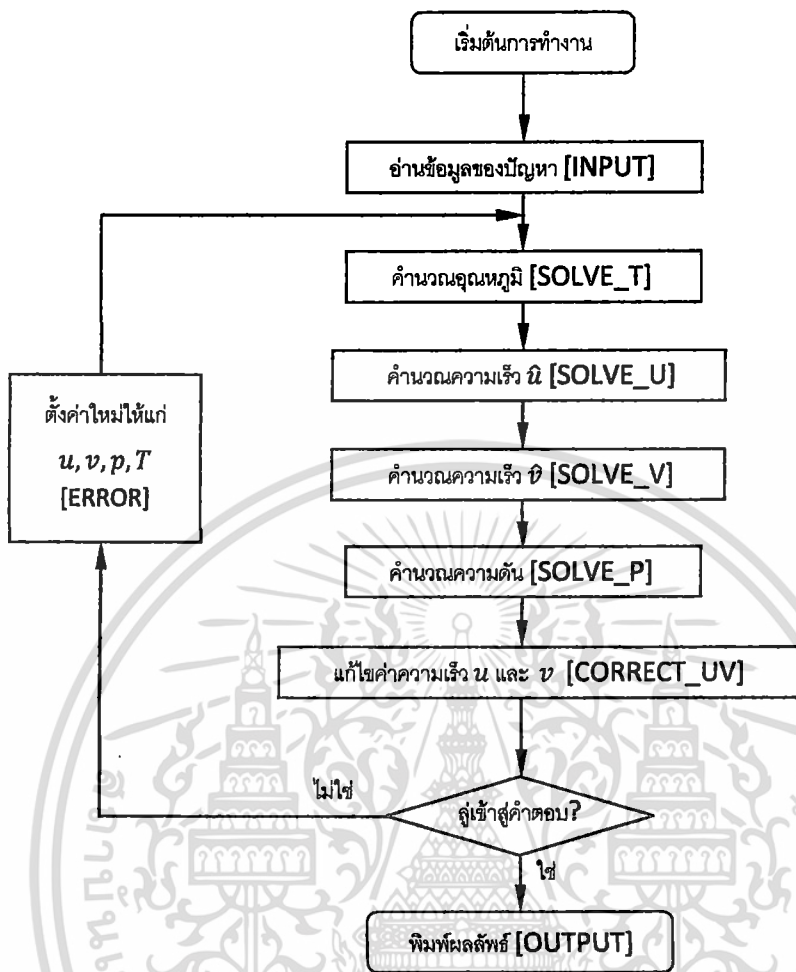 เริ่มต้นการทำงาน
อ่านข้อมูลของปัญหา [INPUT]
คำนวณอุณหภูมิ [SOLVE_T]
คำนวณความเร็ว û [SOLVE_U]
ตั้งค่าใหม่ให้แก่
u, v, p, T
[ERROR]
คำนวณความเร็ว v̂ [SOLVE_V]
คำนวณความดัน [SOLVE_P]
แก้ไขค่าความเร็ว u และ v [CORRECT_UV]
ไม่ใช่
ลู่เข้าสู่คำตอบ?
ใช่
พิมพ์ผลลัพธ์ [OUTPUT]